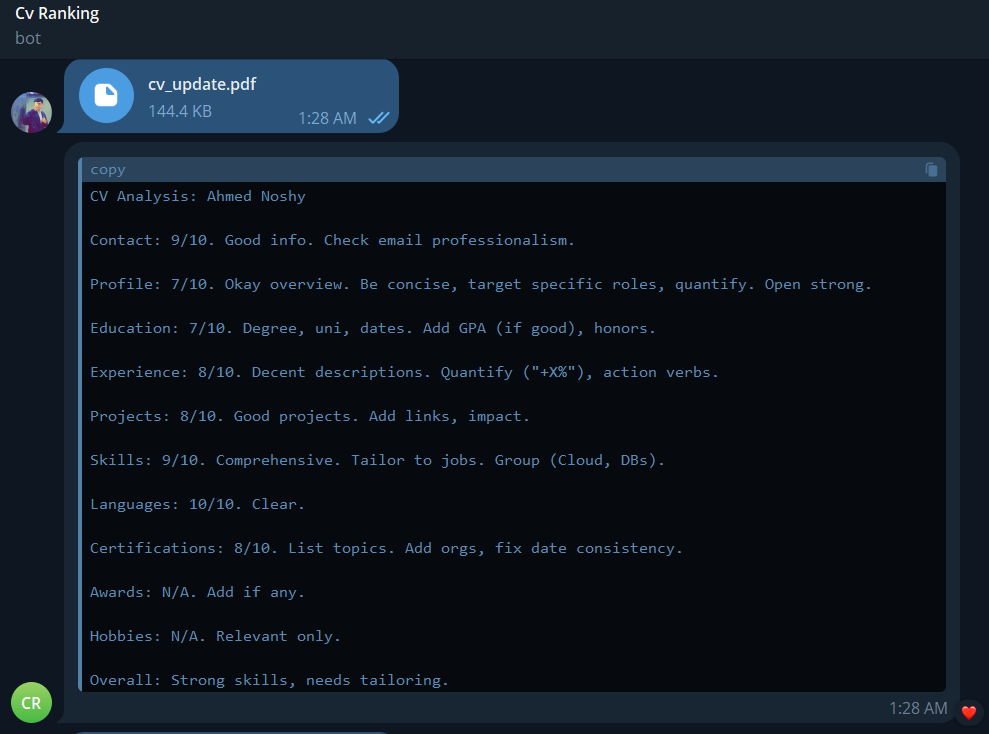 Cv Ranking
bot
cv_update.pdf
144.4 KB
1:28 AM
copy
CV Analysis: Ahmed Noshy
Contact: 9/10. Good info. Check email professionalism.
Profile: 7/10. Okay overview. Be concise, target specific roles, quantify. Open strong.
Education: 7/10. Degree, uni, dates. Add GPA (if good), honors.
Experience: 8/10. Decent descriptions. Quantify ("+X%"), action verbs.
Projects: 8/10. Good projects. Add links, impact.
Skills: 9/10. Comprehensive. Tailor to jobs. Group (Cloud, DBs).
Languages: 10/10. Clear.
Certifications: 8/10. List topics. Add orgs, fix date consistency.
Awards: N/A. Add if any.
Hobbies: N/A. Relevant only.
Overall: Strong skills, needs tailoring.
CR
1:28 AM